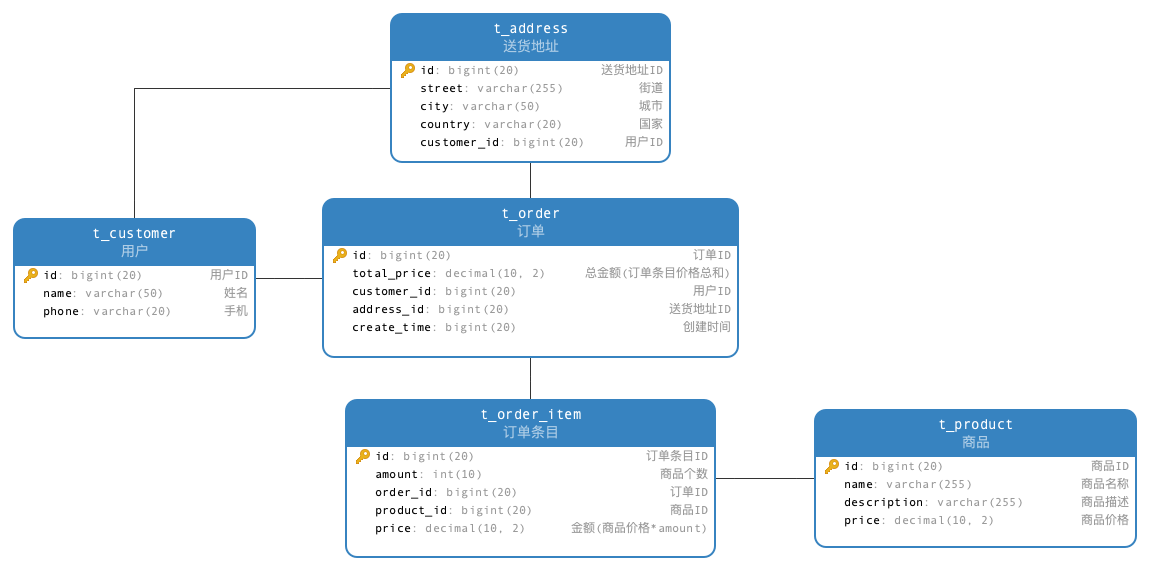 t_address
送货地址
id: bigint(20) 送货地址ID
street: varchar(255) 街道
city: varchar(50) 城市
country: varchar(20) 国家
customer_id: bigint(20) 用户ID
t_customer
用户
id: bigint(20) 用户ID
name: varchar(50) 姓名
phone: varchar(20) 手机
t_order
订单
id: bigint(20) 订单ID
total_price: decimal(10, 2) 总金额(订单条目价格总和)
customer_id: bigint(20) 用户ID
address_id: bigint(20) 送货地址ID
create_time: bigint(20) 创建时间
t_order_item
订单条目
id: bigint(20) 订单条目ID
amount: int(10) 商品个数
order_id: bigint(20) 订单ID
product_id: bigint(20) 商品ID
price: decimal(10, 2) 金额(商品价格*amount)
t_product
商品
id: bigint(20) 商品ID
name: varchar(255) 商品名称
description: varchar(255) 商品描述
price: decimal(10, 2) 商品价格